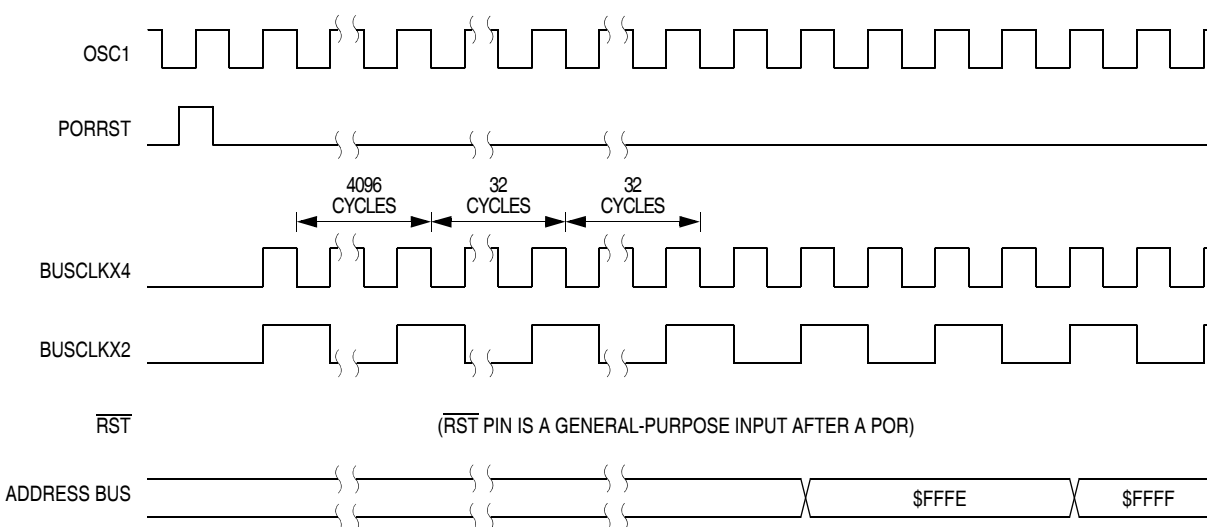 OSC1
PORRST
4096
CYCLES
32
CYCLES
32
CYCLES
BUSCLKX4
BUSCLKX2
RST
(RST PIN IS A GENERAL-PURPOSE INPUT AFTER A POR)
ADDRESS BUS
$FFFE
$FFFF